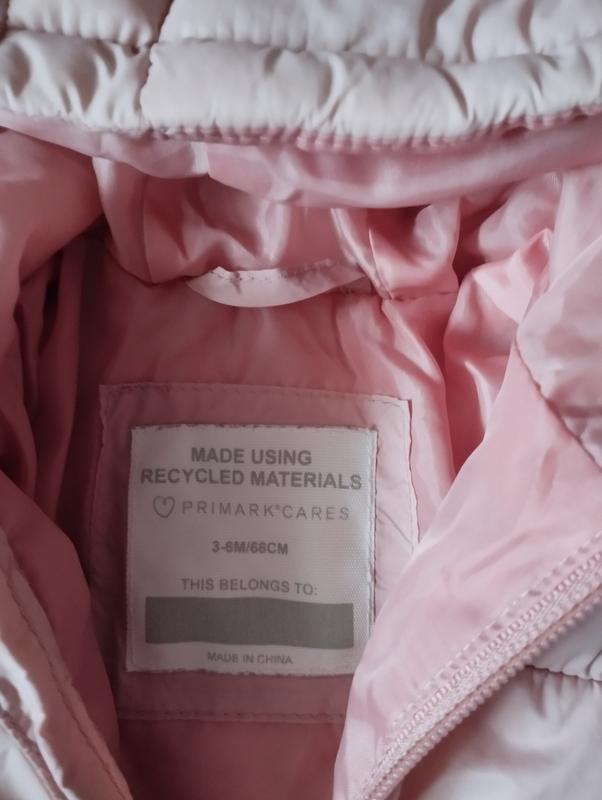 MADE USING
RECYCLED MATERIALS
PRIMARK®CARES
3-6M/68CM
THIS BELONGS TO:
MADE IN CHINA